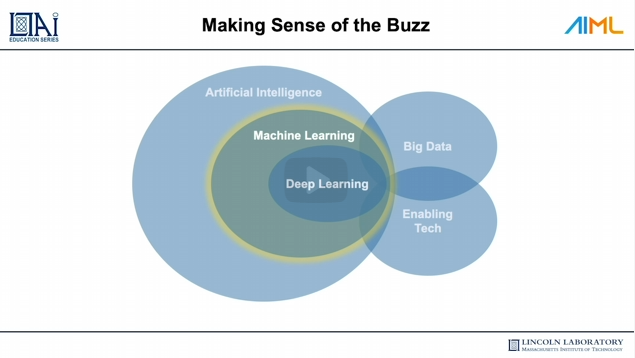 Making Sense of the Buzz
EDUCATION SERIES
AIML
Artificial Intelligence
Machine Learning
Big Data
Deep Learning
Enabling
Tech
LINCOLN LABORATORY
MASSACHUSETTS INSTITUTE OF TECHNOLOGY